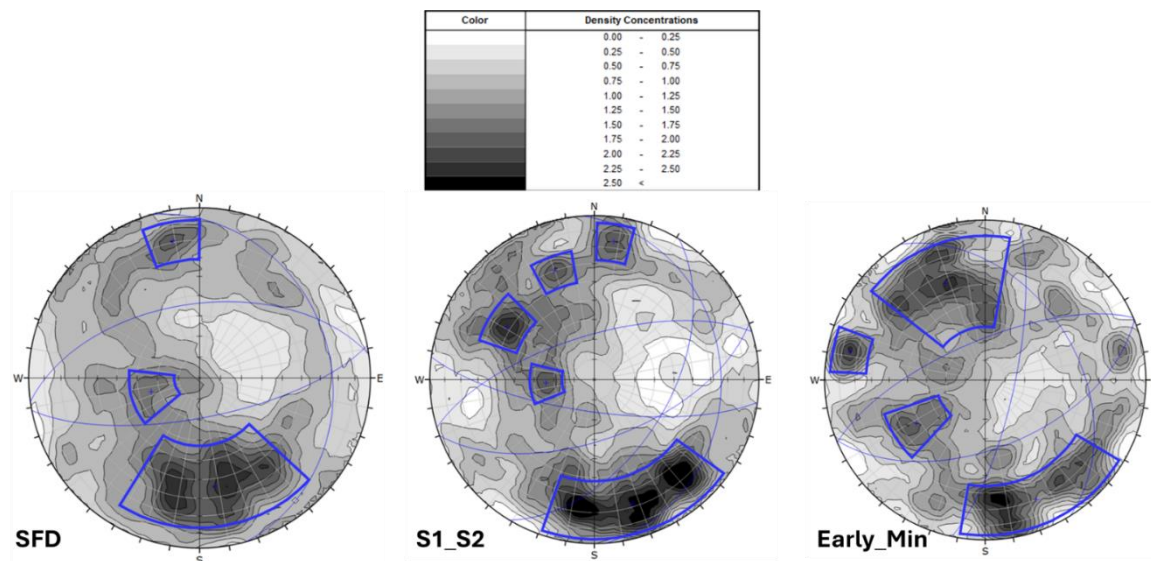 Color Density Concentrations
0.00 - 0.25
0.25 - 0.50
0.50 - 0.75
0.75 - 1.00
1.00 - 1.25
1.25 - 1.50
1.50 - 1.75
1.75 - 2.00
2.00 - 2.25
2.25 - 2.50
2.50 <
N
W
E
S
SFD
N
W
E
S
S1_S2
N
W
E
S
Early_Min